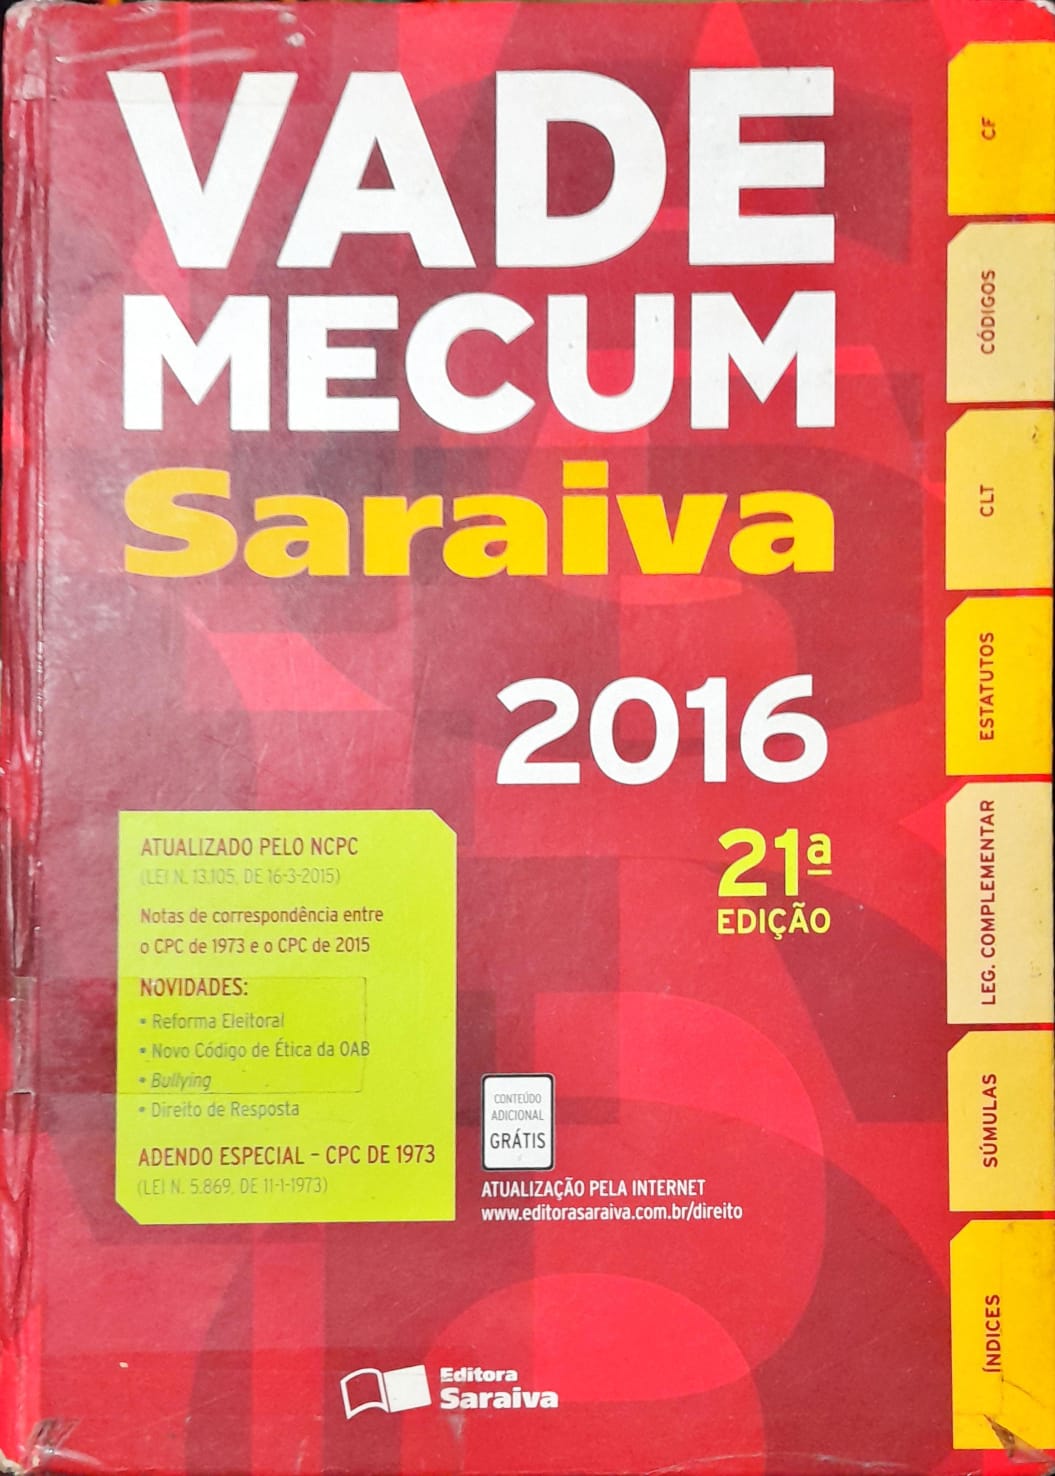 VADE
MECUM
Saraiva
2016
21ª
EDIÇÃO
ATUALIZADO PELO NCPC
(LEI N. 13.105, DE 16-3-2015)
Notas de correspondência entre
o CPC de 1973 e o CPC de 2015
NOVIDADES:
• Reforma Eleitoral
• Novo Código de Ética da OAB
• Bullying
• Direito de Resposta
ADENDO ESPECIAL – CPC DE 1973
(LEI N. 5.869, DE 11-1-1973)
CONTEÚDO
ADICIONAL
GRÁTIS
ATUALIZAÇÃO PELA INTERNET
www.editorasaraiva.com.br/direito
Editora
Saraiva
CF
CÓDIGOS
CLT
ESTATUTOS
LEG. COMPLEMENTAR
SÚMULAS
ÍNDICES